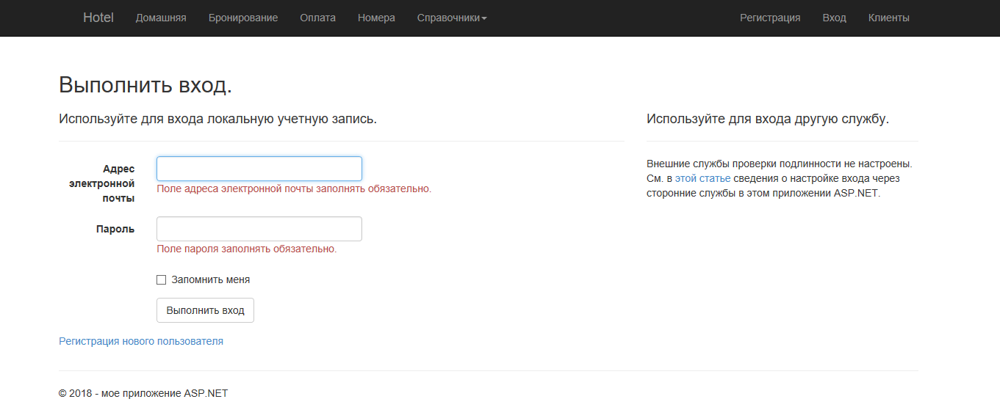 Hotel Домашняя Бронирование Оплата Номера Справочники Регистрация Вход Клиенты
Выполнить вход.
Используйте для входа локальную учетную запись.
Адрес
электронной
почты
Поле адреса электронной почты заполнять обязательно.
Пароль
Поле пароля заполнять обязательно.
Запомнить меня
Выполнить вход
Регистрация нового пользователя
Используйте для входа другую службу.
Внешние службы проверки подлинности не настроены.
См. в этой статье сведения о настройке входа через
сторонние службы в этом приложении ASP.NET.
© 2018 - мое приложение ASP.NET